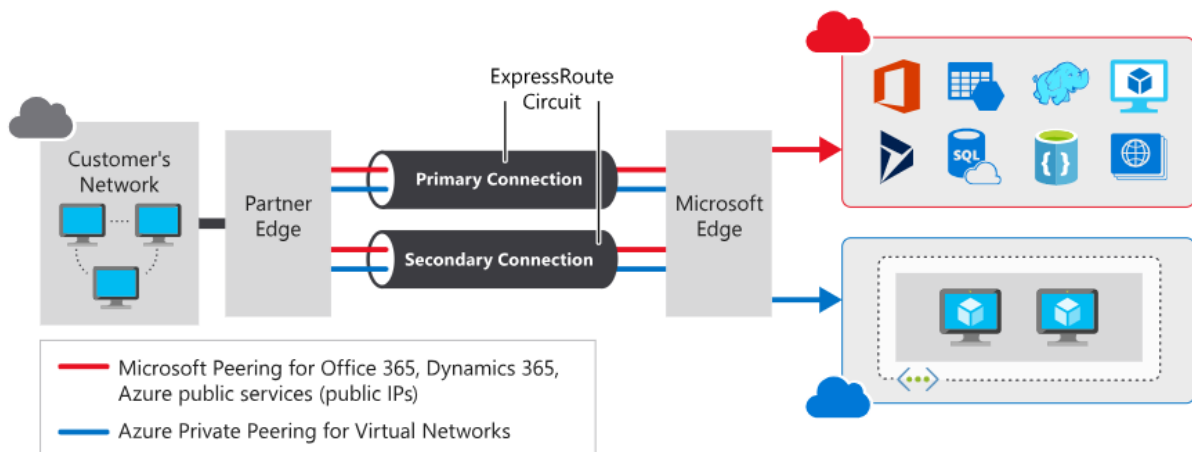 ExpressRoute
Circuit
Customer's
Network
Partner
Edge
Primary Connection
Secondary Connection
Microsoft
Edge
SQL
{ }
Microsoft Peering for Office 365, Dynamics 365,
Azure public services (public IPs)
Azure Private Peering for Virtual Networks